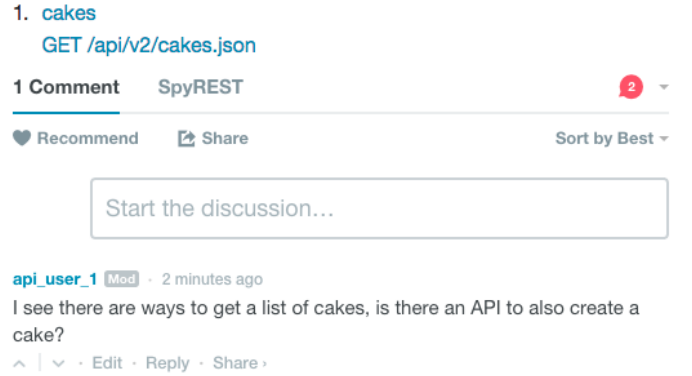 1. cakes
GET /api/v2/cakes.json
1 Comment SpyREST 2
Recommend Share Sort by Best
Start the discussion...
api_user_1 Mod · 2 minutes ago
I see there are ways to get a list of cakes, is there an API to also create a
cake?
· Edit · Reply · Share ›